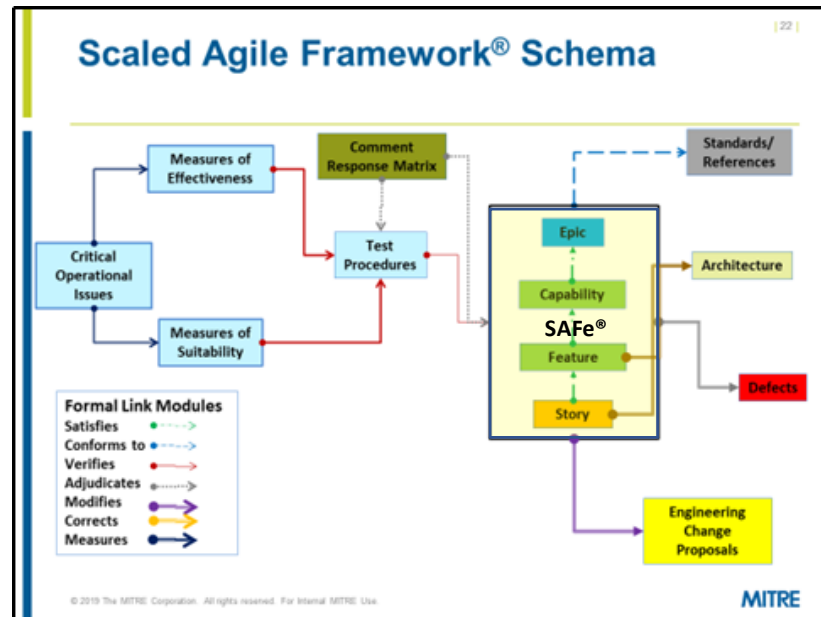 | 22 |
Scaled Agile Framework® Schema
Measures of
Effectiveness
Comment
Response Matrix
Standards/
References
Critical
Operational
Issues
Test
Procedures
Measures of
Suitability
Epic
Capability
SAFe®
Feature
Story
Architecture
Defects
Engineering
Change
Proposals
Formal Link Modules
Satisfies
Conforms to
Verifies
Adjudicates
Modifies
Corrects
Measures
© 2019 The MITRE Corporation. All rights reserved. For Internal MITRE Use.
MITRE